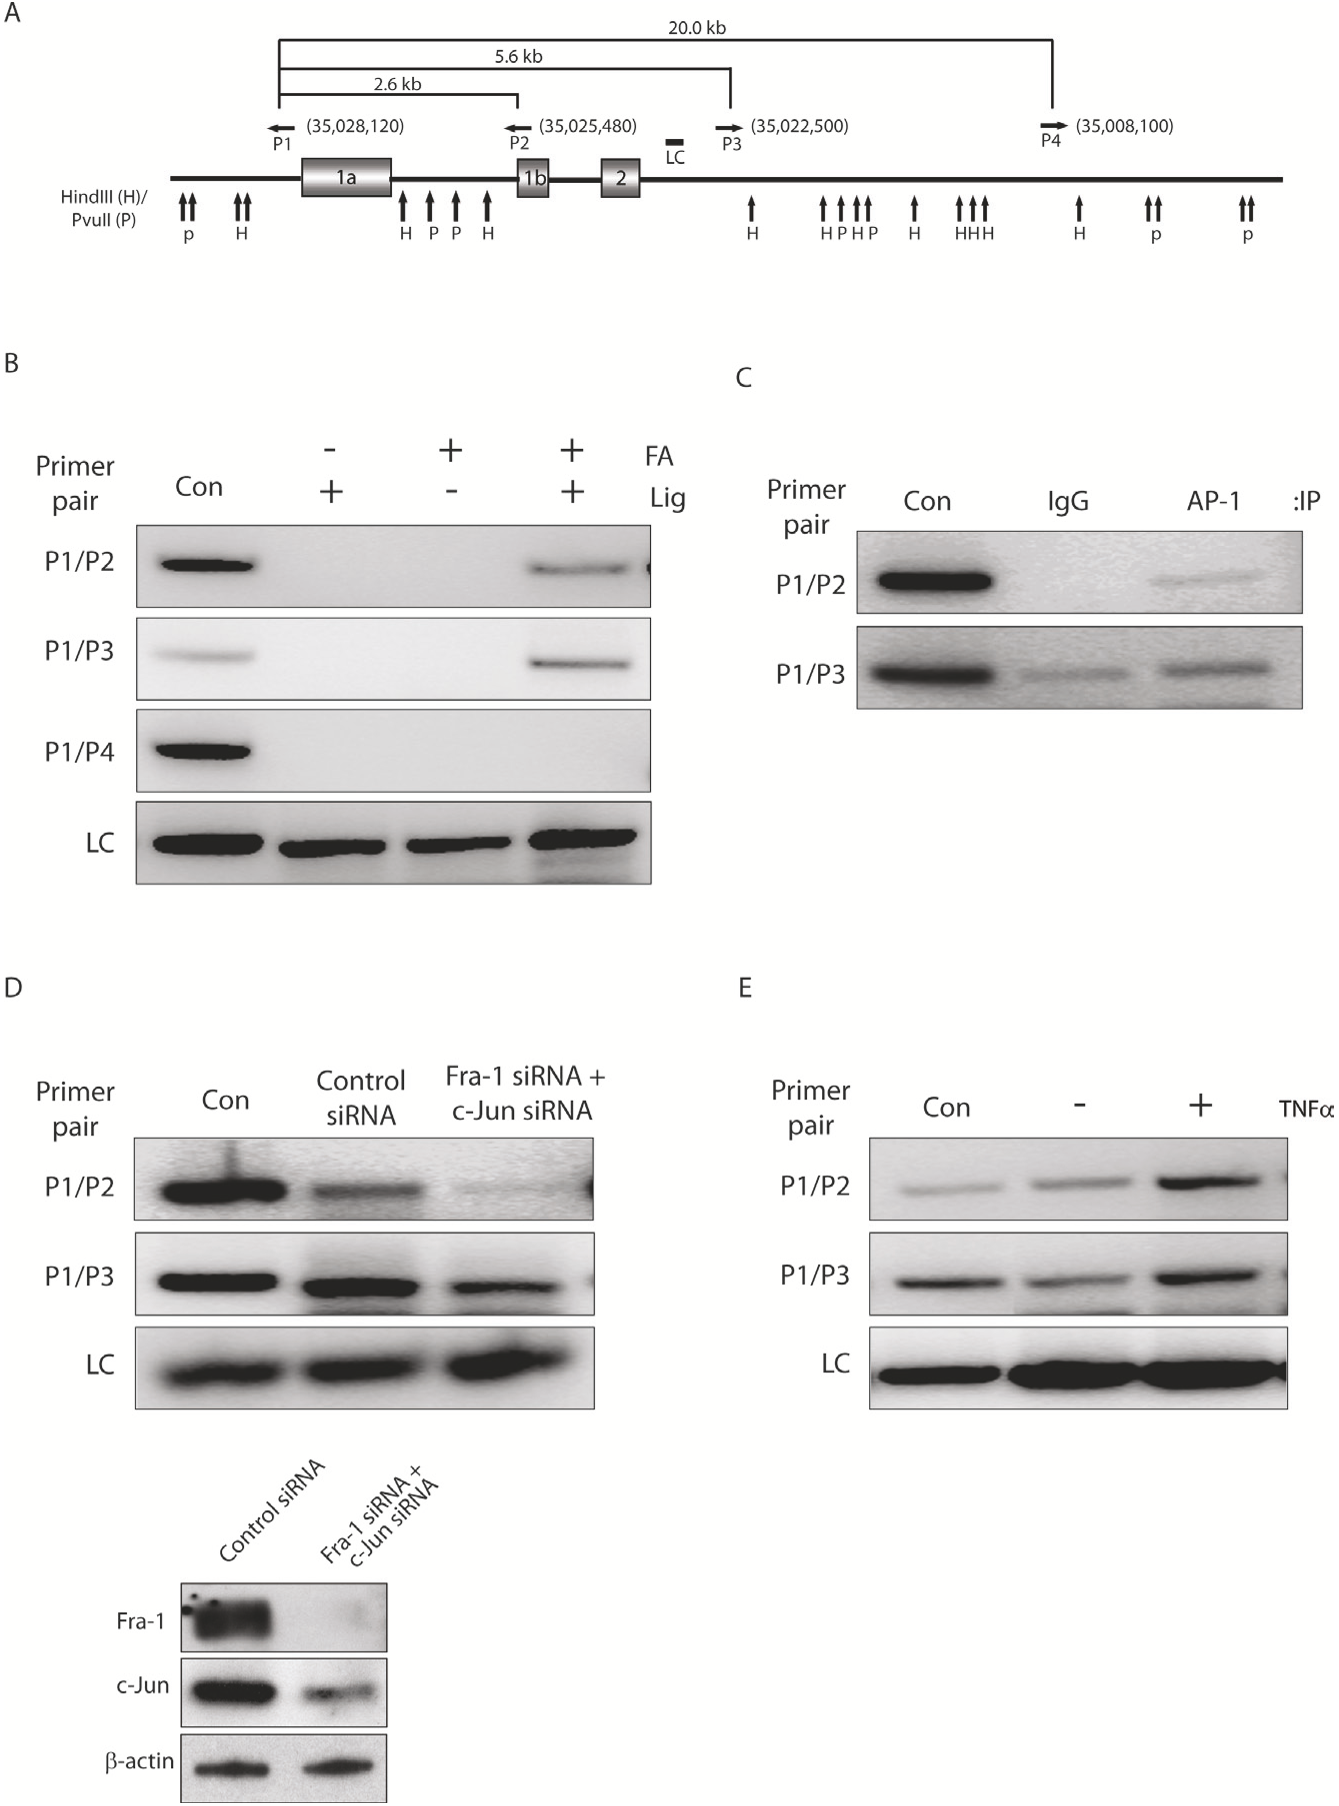 A
20.0 kb
5.6 kb
2.6 kb
P1 (35,028,120) P2 (35,025,480) LC P3 (35,022,500) P4 (35,008,100)
1a 1b 2
HindIII (H)/
PvuII (P)
p H H P P H H H P H P H H H H H p p
B
Primer
pair
Con
- + + FA
+ - + Lig
P1/P2
P1/P3
P1/P4
LC
C
Primer
pair
Con IgG AP-1 :IP
P1/P2
P1/P3
D
Primer
pair
Con
Control
siRNA
Fra-1 siRNA +
c-Jun siRNA
P1/P2
P1/P3
LC
Control siRNA
Fra-1 siRNA +
c-Jun siRNA
Fra-1
c-Jun
β-actin
E
Primer
pair
Con - + TNFα
P1/P2
P1/P3
LC